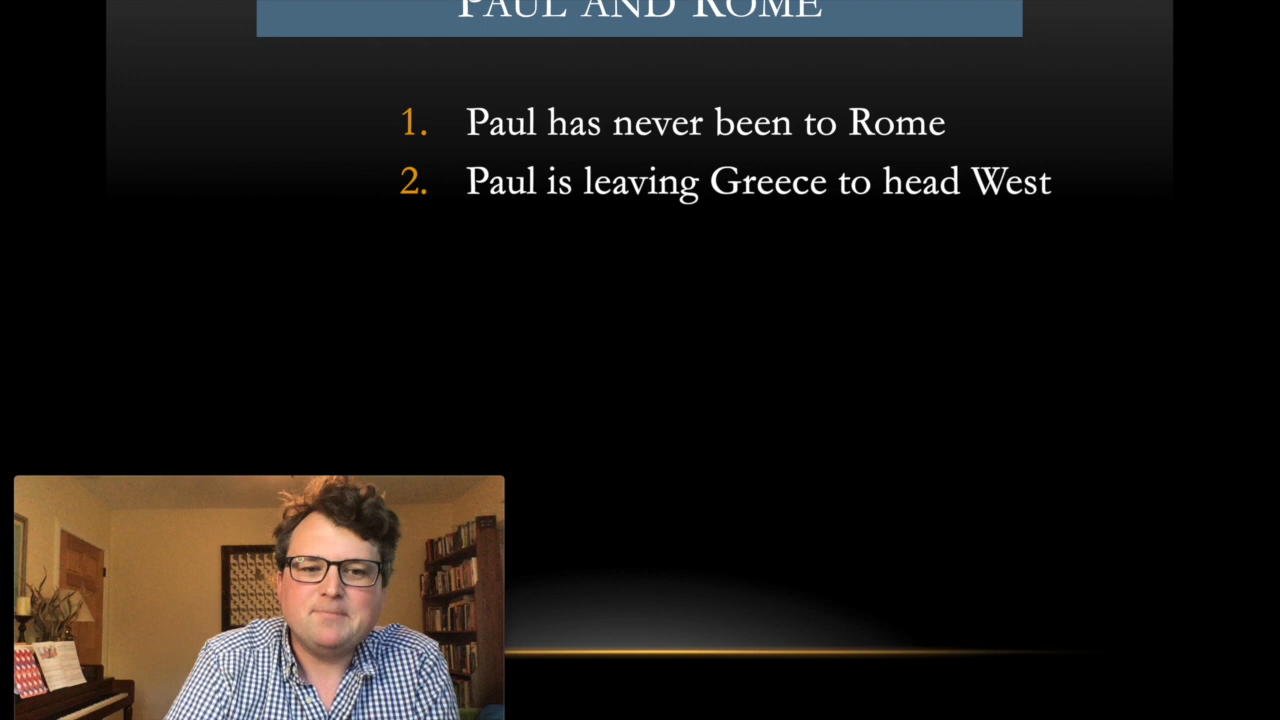 PAUL AND ROME
1. Paul has never been to Rome
2. Paul is leaving Greece to head West